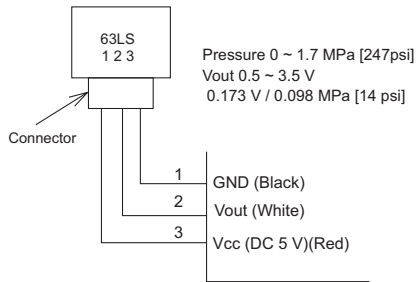 63LS
1 2 3
Pressure 0 ~ 1.7 MPa [247psi]
Vout 0.5 ~ 3.5 V
0.173 V / 0.098 MPa [14 psi]
Connector
1
GND (Black)
2
Vout (White)
3
Vcc (DC 5 V)(Red)